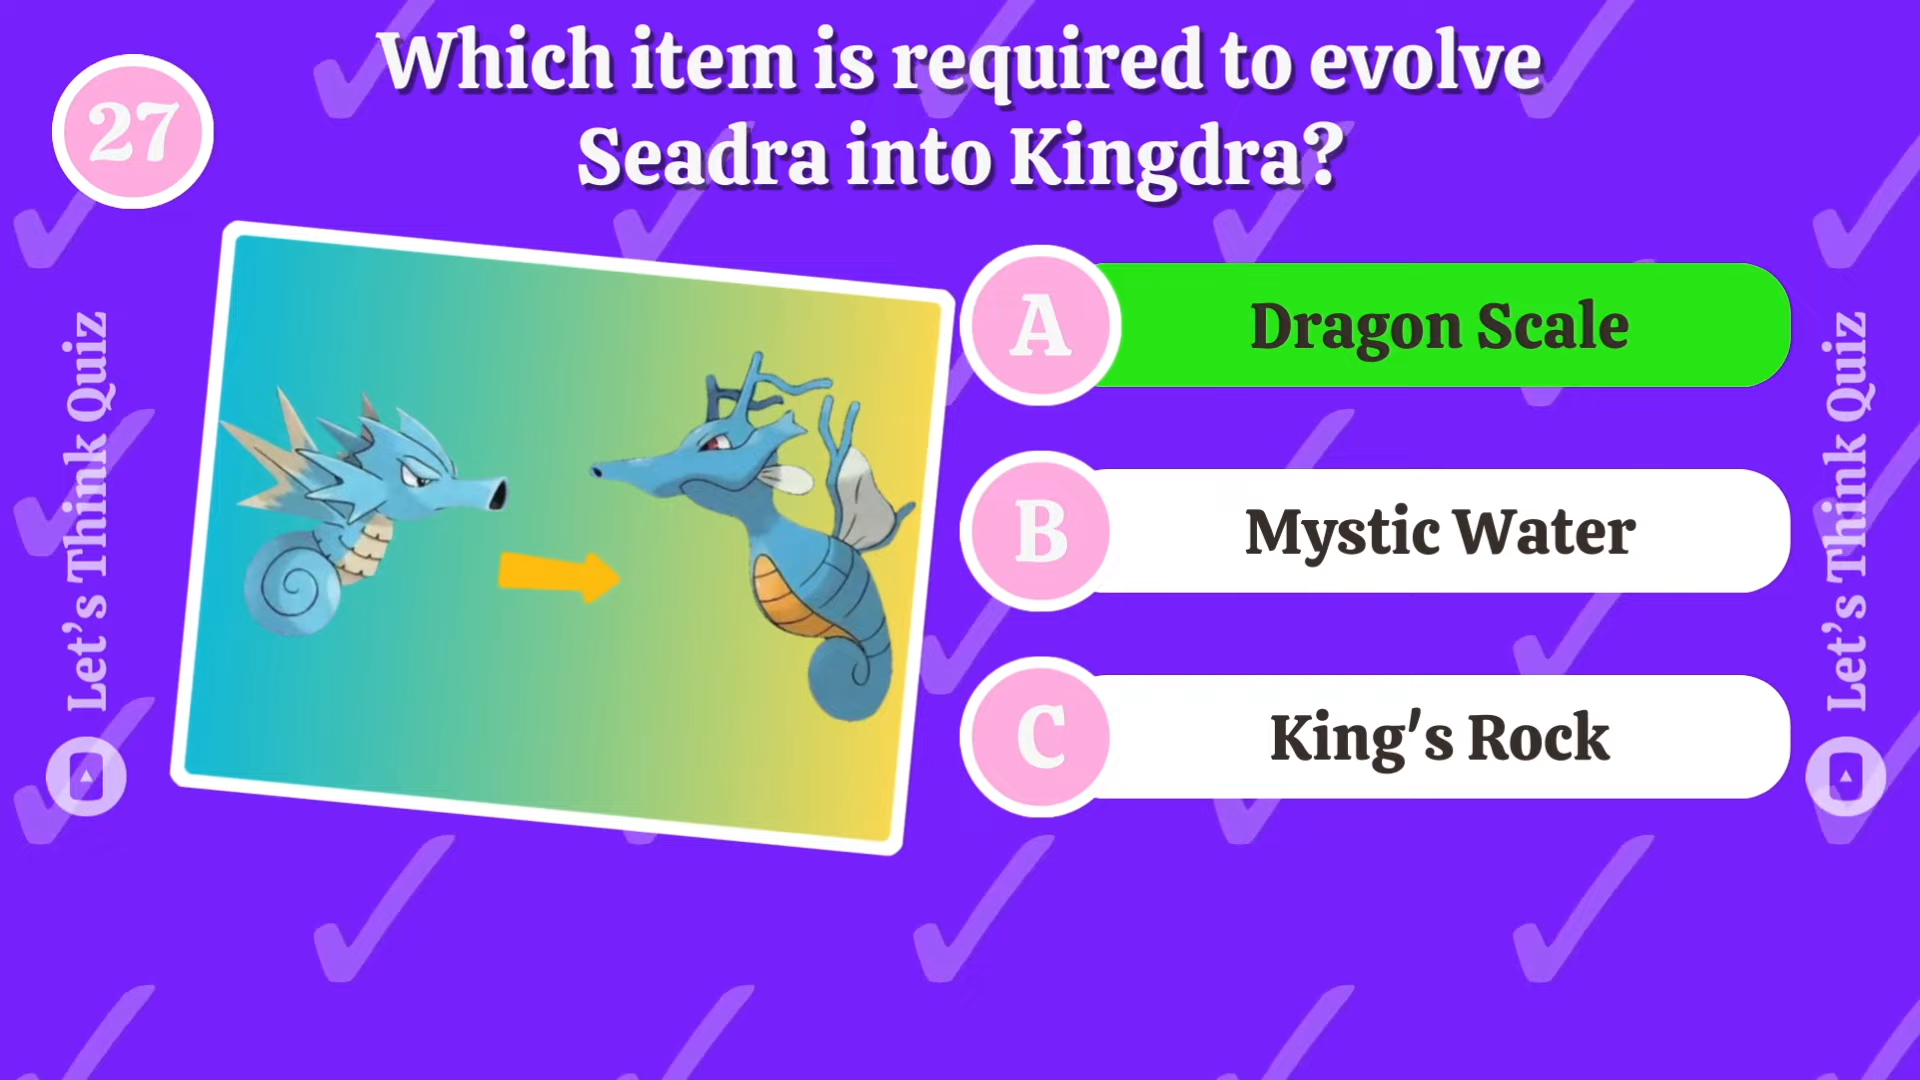 27
Which item is required to evolve
Seadra into Kingdra?
A
Dragon Scale
B
Mystic Water
C
King's Rock
Let's Think Quiz
Let's Think Quiz